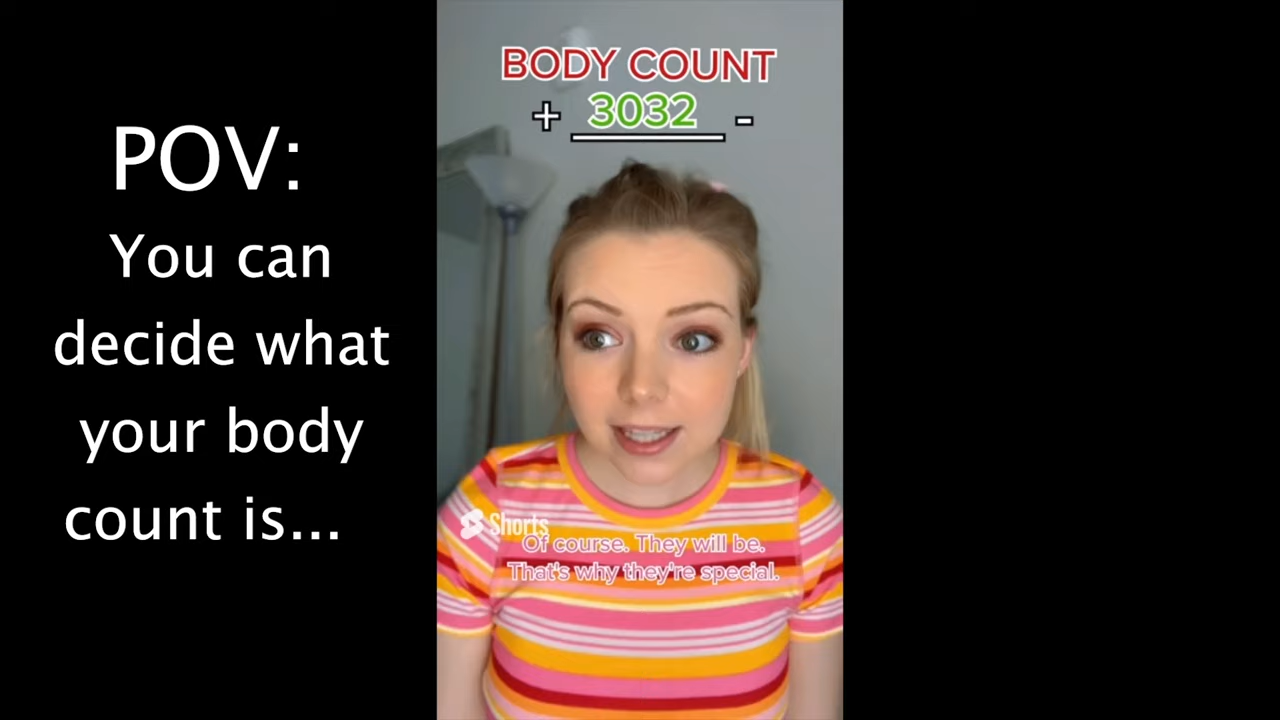 POV:
You can
decide what
your body
count is...
BODY COUNT
+ 3032 -
Shorts
Of course. They will be.
That's why they're special.